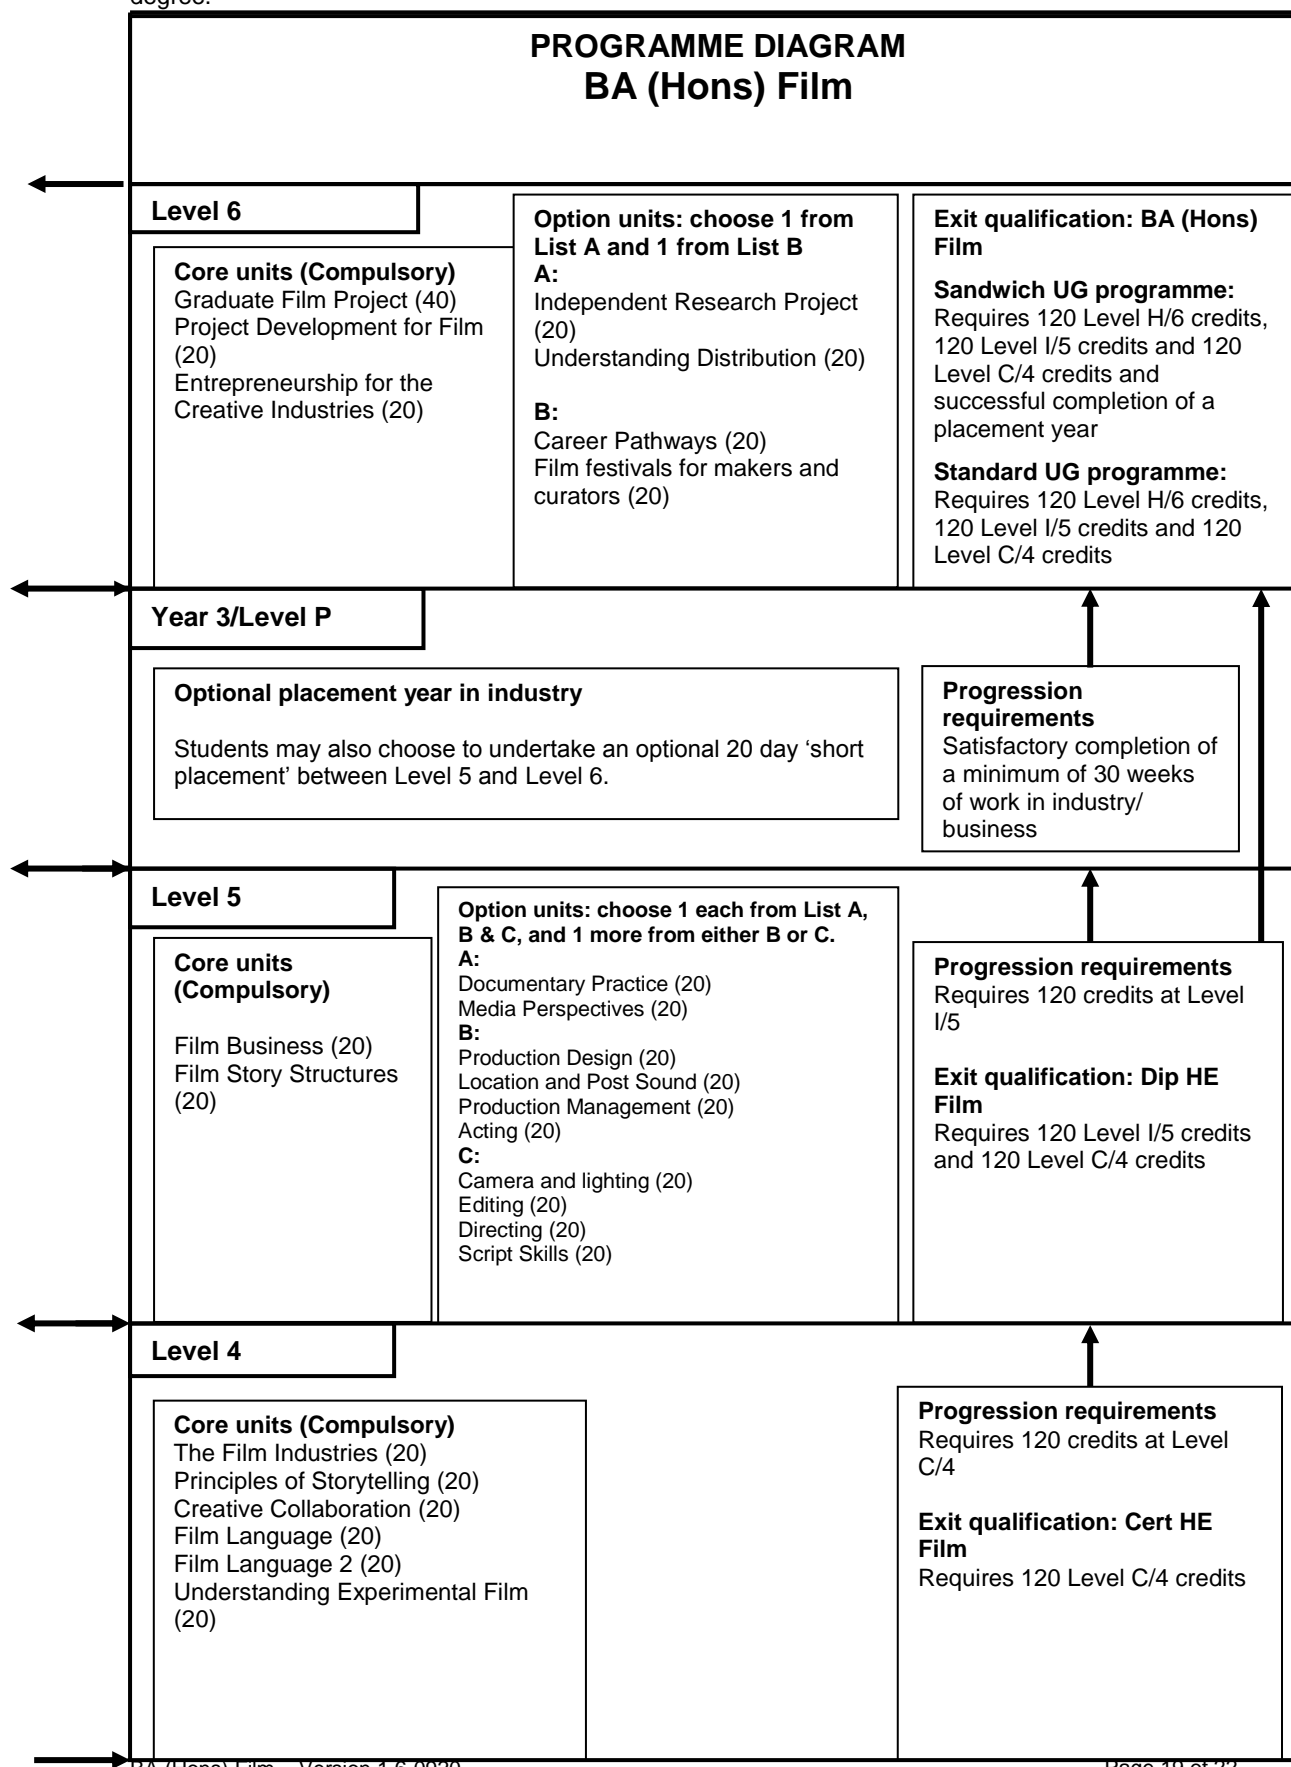 degree.
PROGRAMME DIAGRAM
BA (Hons) Film
Level 6
Core units (Compulsory)
Graduate Film Project (40)
Project Development for Film
(20)
Entrepreneurship for the
Creative Industries (20)
Option units: choose 1 from
List A and 1 from List B
A:
Independent Research Project
(20)
Understanding Distribution (20)
B:
Career Pathways (20)
Film festivals for makers and
curators (20)
Exit qualification: BA (Hons)
Film
Sandwich UG programme:
Requires 120 Level H/6 credits,
120 Level I/5 credits and 120
Level C/4 credits and
successful completion of a
placement year
Standard UG programme:
Requires 120 Level H/6 credits,
120 Level I/5 credits and 120
Level C/4 credits
Year 3/Level P
Optional placement year in industry
Students may also choose to undertake an optional 20 day ‘short
placement’ between Level 5 and Level 6.
Progression
requirements
Satisfactory completion of
a minimum of 30 weeks
of work in industry/
business
Level 5
Core units
(Compulsory)
Film Business (20)
Film Story Structures
(20)
Option units: choose 1 each from List A,
B & C, and 1 more from either B or C.
A:
Documentary Practice (20)
Media Perspectives (20)
B:
Production Design (20)
Location and Post Sound (20)
Production Management (20)
Acting (20)
C:
Camera and lighting (20)
Editing (20)
Directing (20)
Script Skills (20)
Progression requirements
Requires 120 credits at Level
I/5
Exit qualification: Dip HE
Film
Requires 120 Level I/5 credits
and 120 Level C/4 credits
Level 4
Core units (Compulsory)
The Film Industries (20)
Principles of Storytelling (20)
Creative Collaboration (20)
Film Language (20)
Film Language 2 (20)
Understanding Experimental Film
(20)
Progression requirements
Requires 120 credits at Level
C/4
Exit qualification: Cert HE
Film
Requires 120 Level C/4 credits
BA (Hons) Film – Version 1.6-0920